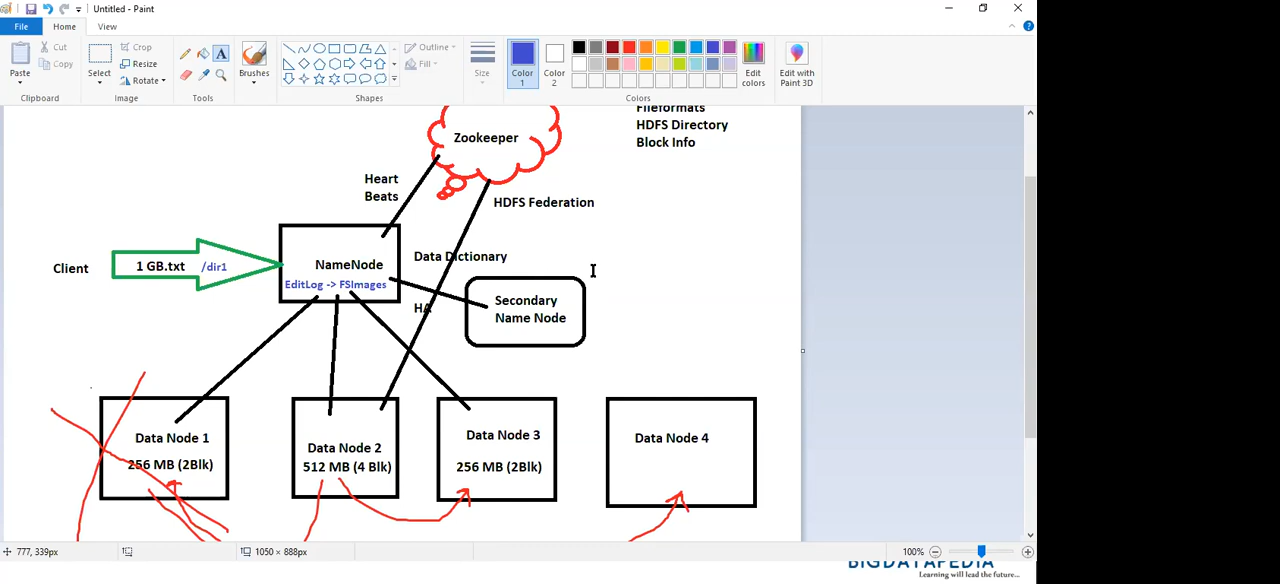 Untitled - Paint
File
Home
View
Paste
Cut
Copy
Clipboard
Select
Crop
Resize
Rotate
Image
A
Tools
Brushes
Shapes
Outline
Fill
Size
Color
1
Color
2
Edit
colors
Colors
Edit with
Paint 3D
Fileformats
HDFS Directory
Block Info
Zookeeper
Heart
Beats
HDFS Federation
Client
1 GB.txt /dir1
NameNode
EditLog -> FSImages
Data Dictionary
HA
Secondary
Name Node
Data Node 1
256 MB (2Blk)
Data Node 2
512 MB (4 Blk)
Data Node 3
256 MB (2Blk)
Data Node 4
777, 339px
1050 × 888px
100%
BIGDATAPEDIA
Learning will lead the future...